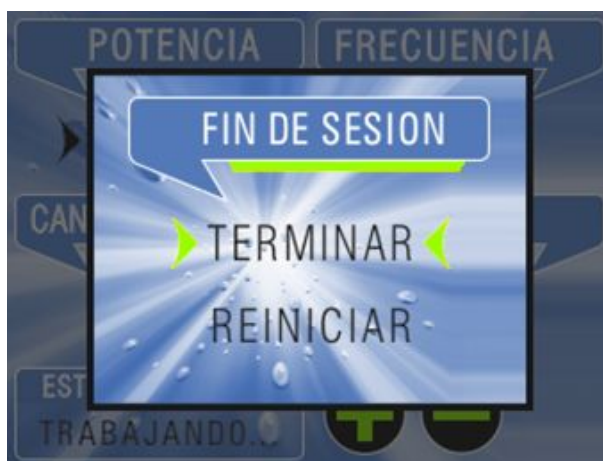 POTENCIA FRECUENCIA
FIN DE SESION
CAN
TERMINAR
REINICIAR
EST
TRABAJANDO...